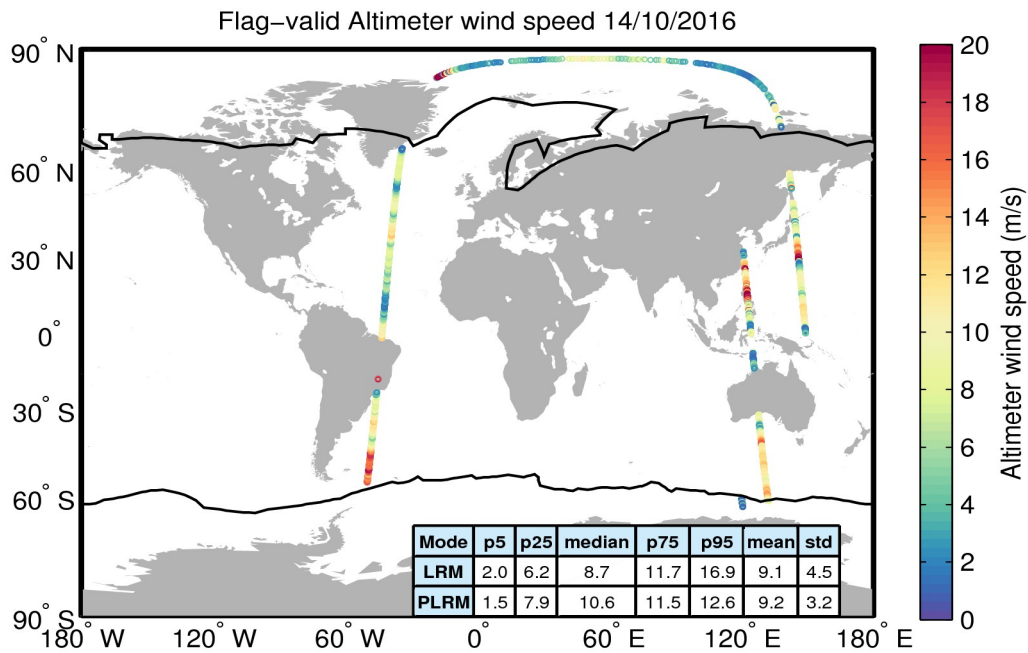 Flag-valid Altimeter wind speed 14/10/2016
90° N
60° N
30° N
0°
30° S
60° S
90° S
180° W 120° W 60° W 0° 60° E 120° E 180° E
Mode p5 p25 median p75 p95 mean std
LRM 2.0 6.2 8.7 11.7 16.9 9.1 4.5
PLRM 1.5 7.9 10.6 11.5 12.6 9.2 3.2
20
18
16
14
12
10
8
6
4
2
0
Altimeter wind speed (m/s)